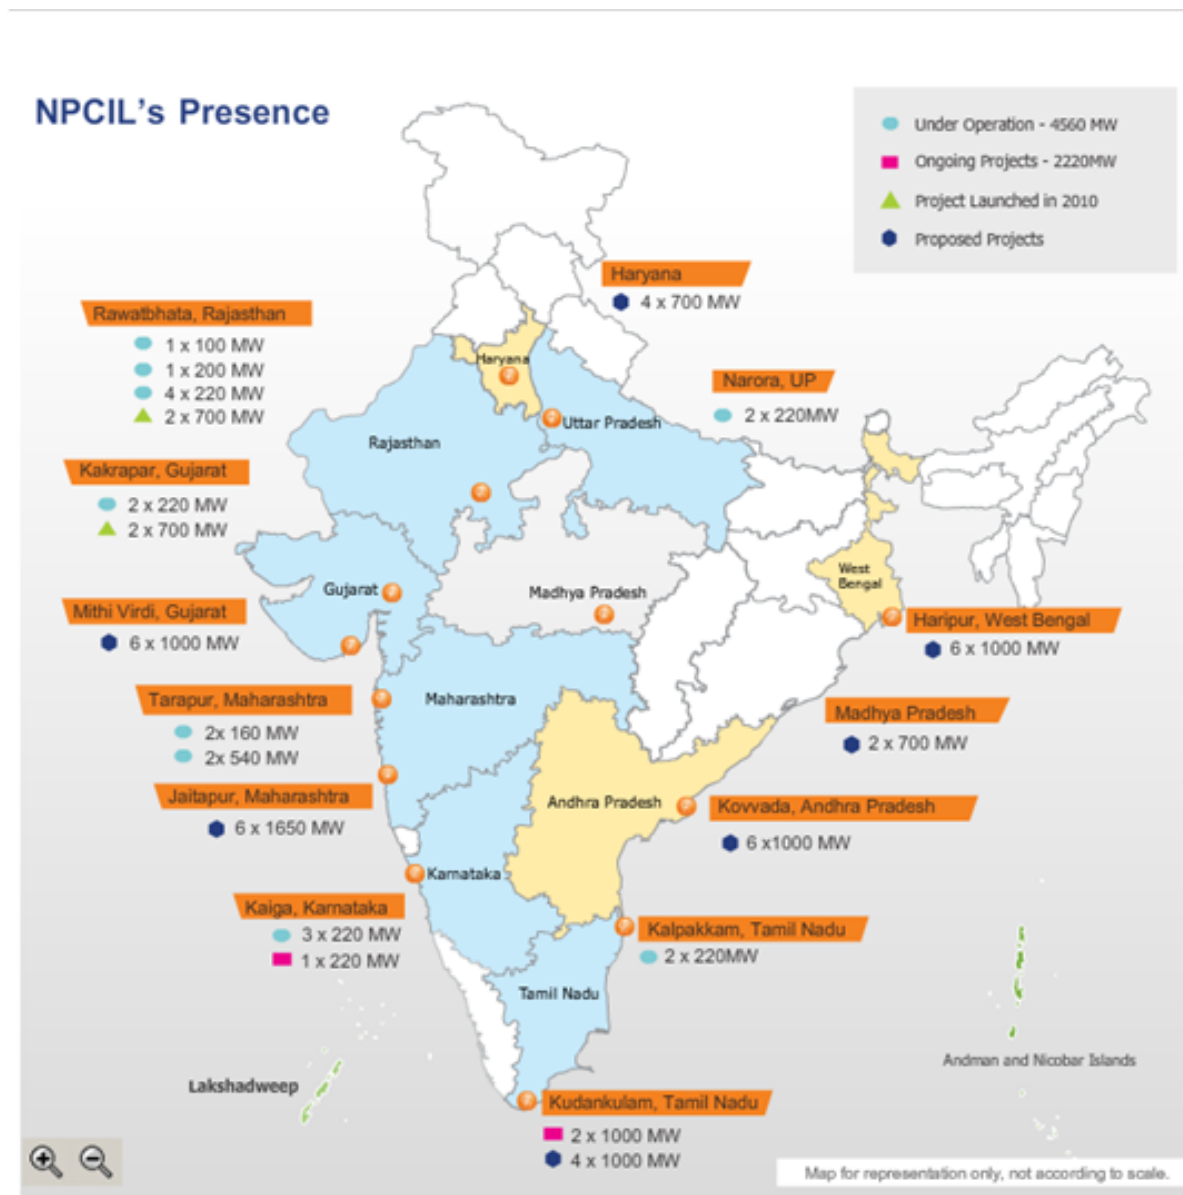 NPCIL's Presence
Under Operation - 4560 MW
Ongoing Projects - 2220MW
Project Launched in 2010
Proposed Projects
Haryana
4 x 700 MW
Rawatbhata, Rajasthan
1 x 100 MW
1 x 200 MW
4 x 220 MW
2 x 700 MW
Haryana
Narora, UP
2 x 220MW
Uttar Pradesh
Rajasthan
Kakrapar, Gujarat
2 x 220 MW
2 x 700 MW
West
Bengal
Gujarat
Madhya Pradesh
Mithi Virdi, Gujarat
6 x 1000 MW
Haripur, West Bengal
6 x 1000 MW
Tarapur, Maharashtra
2x 160 MW
2x 540 MW
Maharashtra
Madhya Pradesh
2 x 700 MW
Jaitapur, Maharashtra
6 x 1650 MW
Andhra Pradesh
Kovvada, Andhra Pradesh
6 x1000 MW
Karnataka
Kaiga, Karnataka
3 x 220 MW
1 x 220 MW
Kalpakkam, Tamil Nadu
2 x 220MW
Tamil Nadu
Andman and Nicobar Islands
Lakshadweep
Kudankulam, Tamil Nadu
2 x 1000 MW
4 x 1000 MW
Map for representation only, not according to scale.